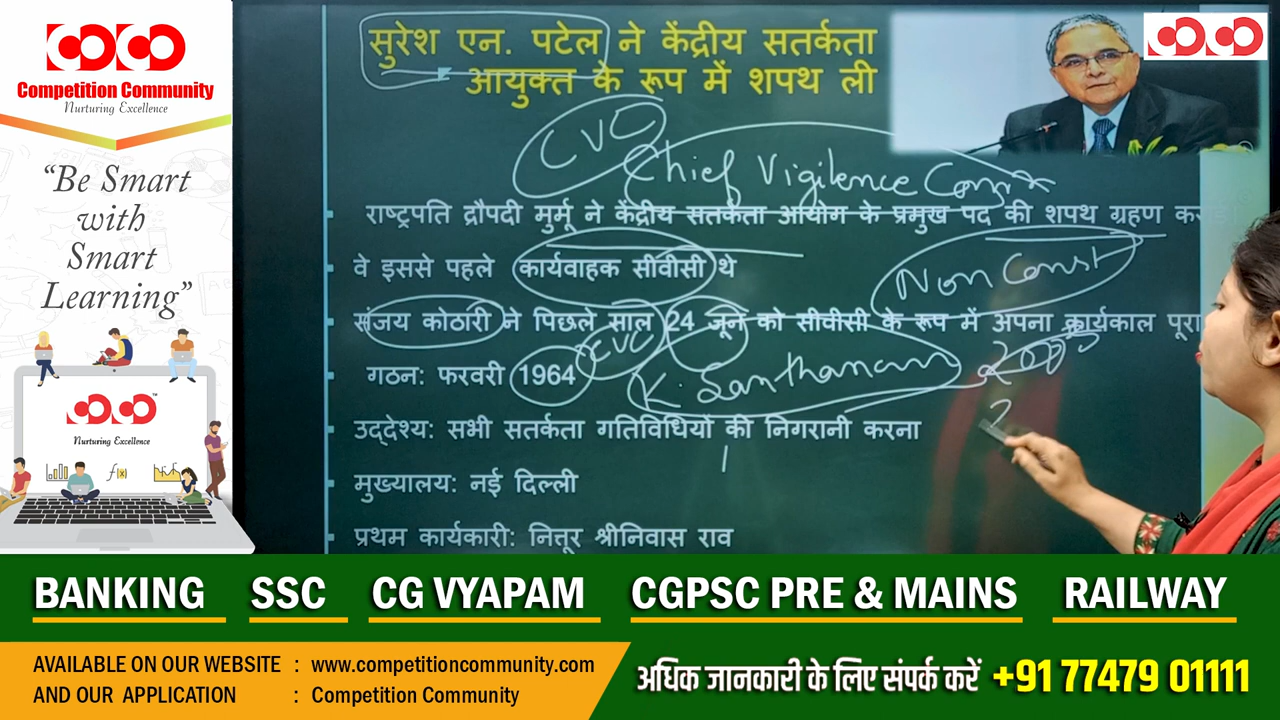 COCO
Competition Community
Nurturing Excellence
“Be Smart
with
Smart
Learning”
COCO
Nurturing Excellence
f(x)
सुरेश एन. पटेल ने केंद्रीय सतर्कता
आयुक्त के रूप में शपथ ली
COCO
CVC
Chief Vigilence
राष्ट्रपति द्रौपदी मुर्मू ने केंद्रीय सतर्कता आयोग के प्रमुख पद की शपथ ग्रहण
वे इससे पहले कार्यवाहक सीवीसी थे
Non Const
संजय कोठारी ने पिछले साल 24 जून को सीवीसी के रूप में अपना कार्यकाल पूरा
CVC
2003
गठन: फरवरी 1964
K. Santhanam
उद्देश्य: सभी सतर्कता गतिविधियों की निगरानी करना
मुख्यालय: नई दिल्ली
प्रथम कार्यकारी: नित्तूर श्रीनिवास राव
BANKING SSC CG VYAPAM CGPSC PRE & MAINS RAILWAY
AVAILABLE ON OUR WEBSITE : www.competitioncommunity.com
AND OUR APPLICATION : Competition Community
अधिक जानकारी के लिए संपर्क करें +91 77479 01111